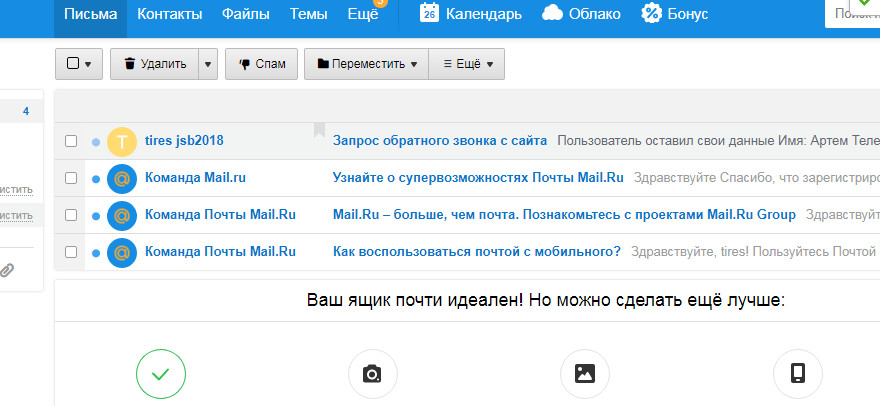 Письма Контакты Файлы Темы Ещё 26 Календарь Облако Бонус
Удалить Спам Переместить Ещё
4
T tires jsb2018 Запрос обратного звонка с сайта Пользователь оставил свои данные Имя: Артем Теле
@ Команда Mail.ru Узнайте о супервозможностях Почты Mail.Ru Здравствуйте Спасибо, что зарегистриро
истить
@ Команда Почты Mail.Ru Mail.Ru – больше, чем почта. Познакомьтесь с проектами Mail.Ru Group Здравствуйт
истить
@ Команда Почты Mail.Ru Как воспользоваться почтой с мобильного? Здравствуйте, tires! Пользуйтесь Почтой
Ваш ящик почти идеален! Но можно сделать ещё лучше: